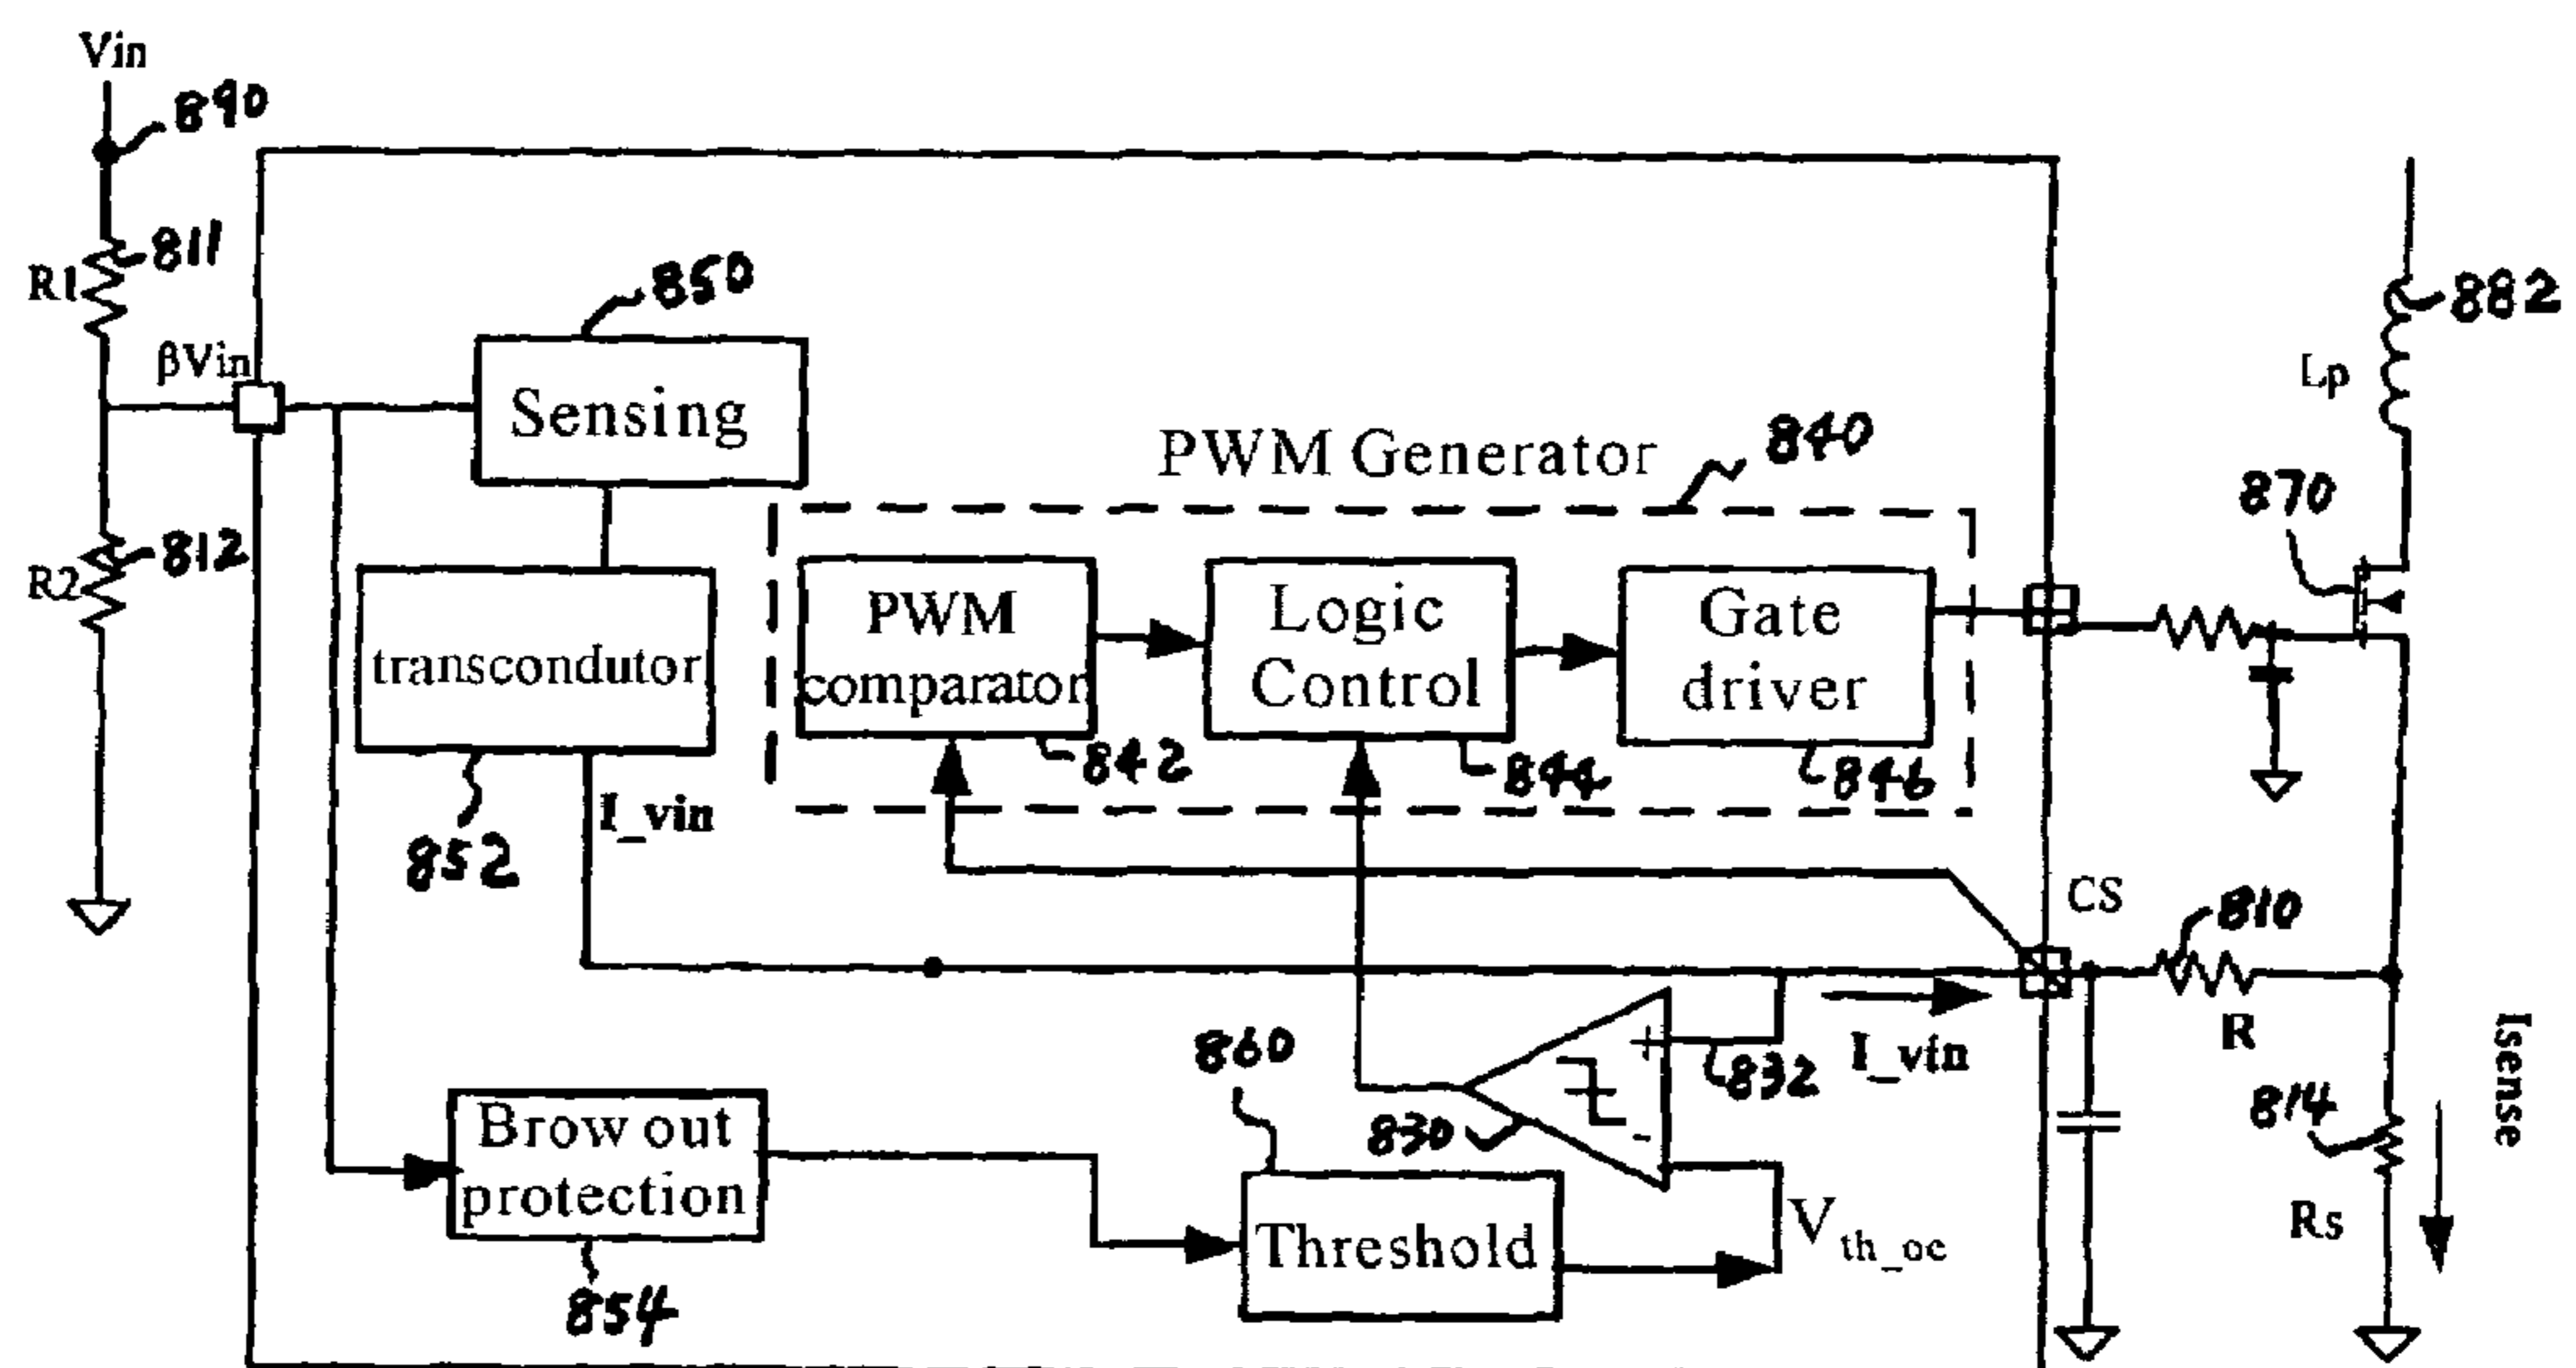 Vin
890
811
R1
850
βVin
Sensing
882
Lp
PWM Generator
840
870
812
R2
transcondutor
PWM
comparator
Logic
Control
Gate
driver
842
844
846
I_vin
852
CS
810
R
+
832
I_vin
860
830
-
814
Isense
Brow out
protection
Threshold
V th_oc
Rs
854